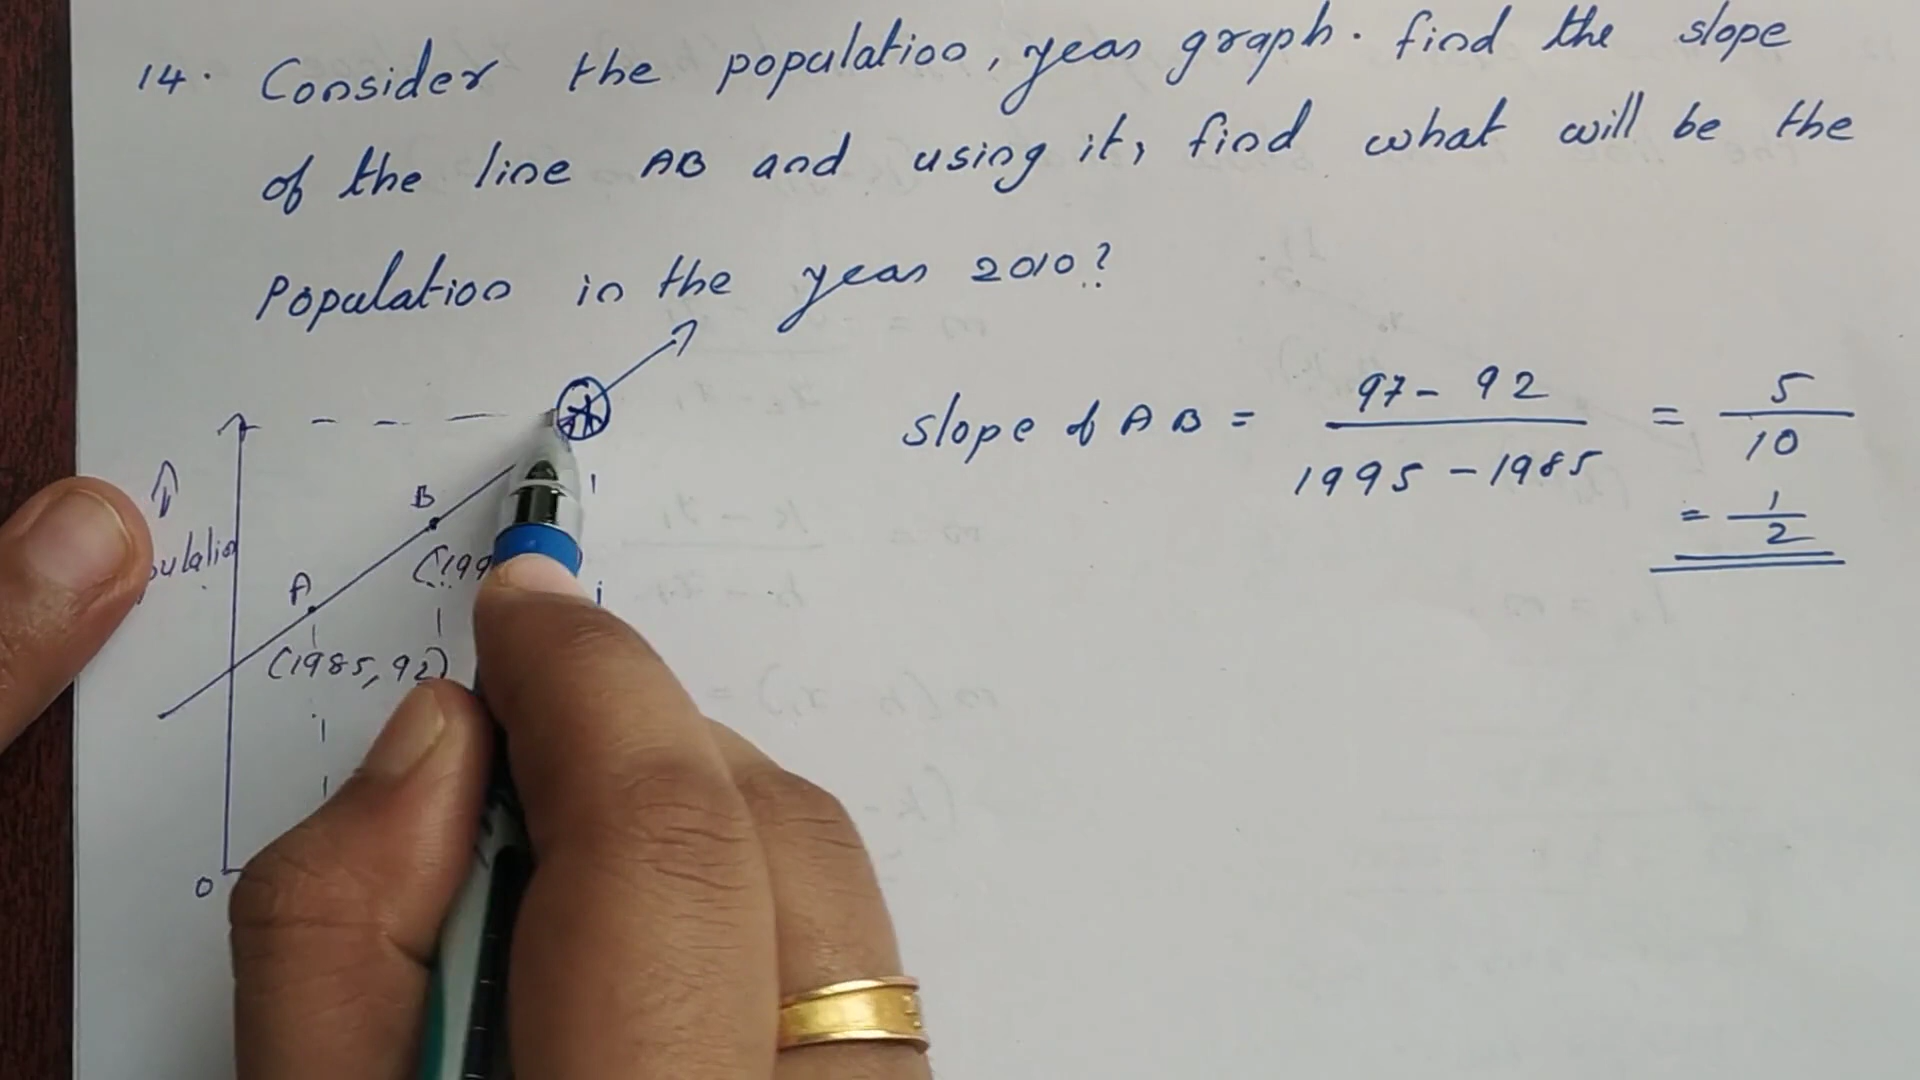 14. Consider the population, year graph. find the slope
of the line AB and using it, find what will be the
Population in the year 2010?
slope of AB = 97 - 92 / 1995 - 1985 = 5 / 10
= 1 / 2
B
A
(1985, 92)
0